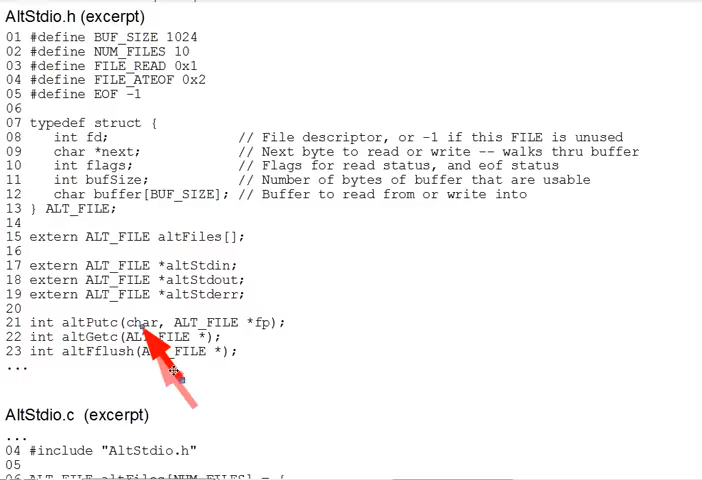 AltStdio.h (excerpt)
01 #define BUF_SIZE 1024
02 #define NUM_FILES 10
03 #define FILE_READ 0x1
04 #define FILE_ATEOF 0x2
05 #define EOF -1
06
07 typedef struct {
08    int fd;                // File descriptor, or -1 if this FILE is unused
09    char *next;            // Next byte to read or write -- walks thru buffer
10    int flags;             // Flags for read status, and eof status
11    int bufSize;           // Number of bytes of buffer that are usable
12    char buffer[BUF_SIZE]; // Buffer to read from or write into
13 } ALT_FILE;
14
15 extern ALT_FILE altFiles[];
16
17 extern ALT_FILE *altStdin;
18 extern ALT_FILE *altStdout;
19 extern ALT_FILE *altStderr;
20
21 int altPutc(char, ALT_FILE *fp);
22 int altGetc(ALT_FILE *);
23 int altFflush(ALT_FILE *);
...
AltStdio.c (excerpt)
...
04 #include "AltStdio.h"
05
06 ALT_FILE altFiles[NUM_FILES] = {